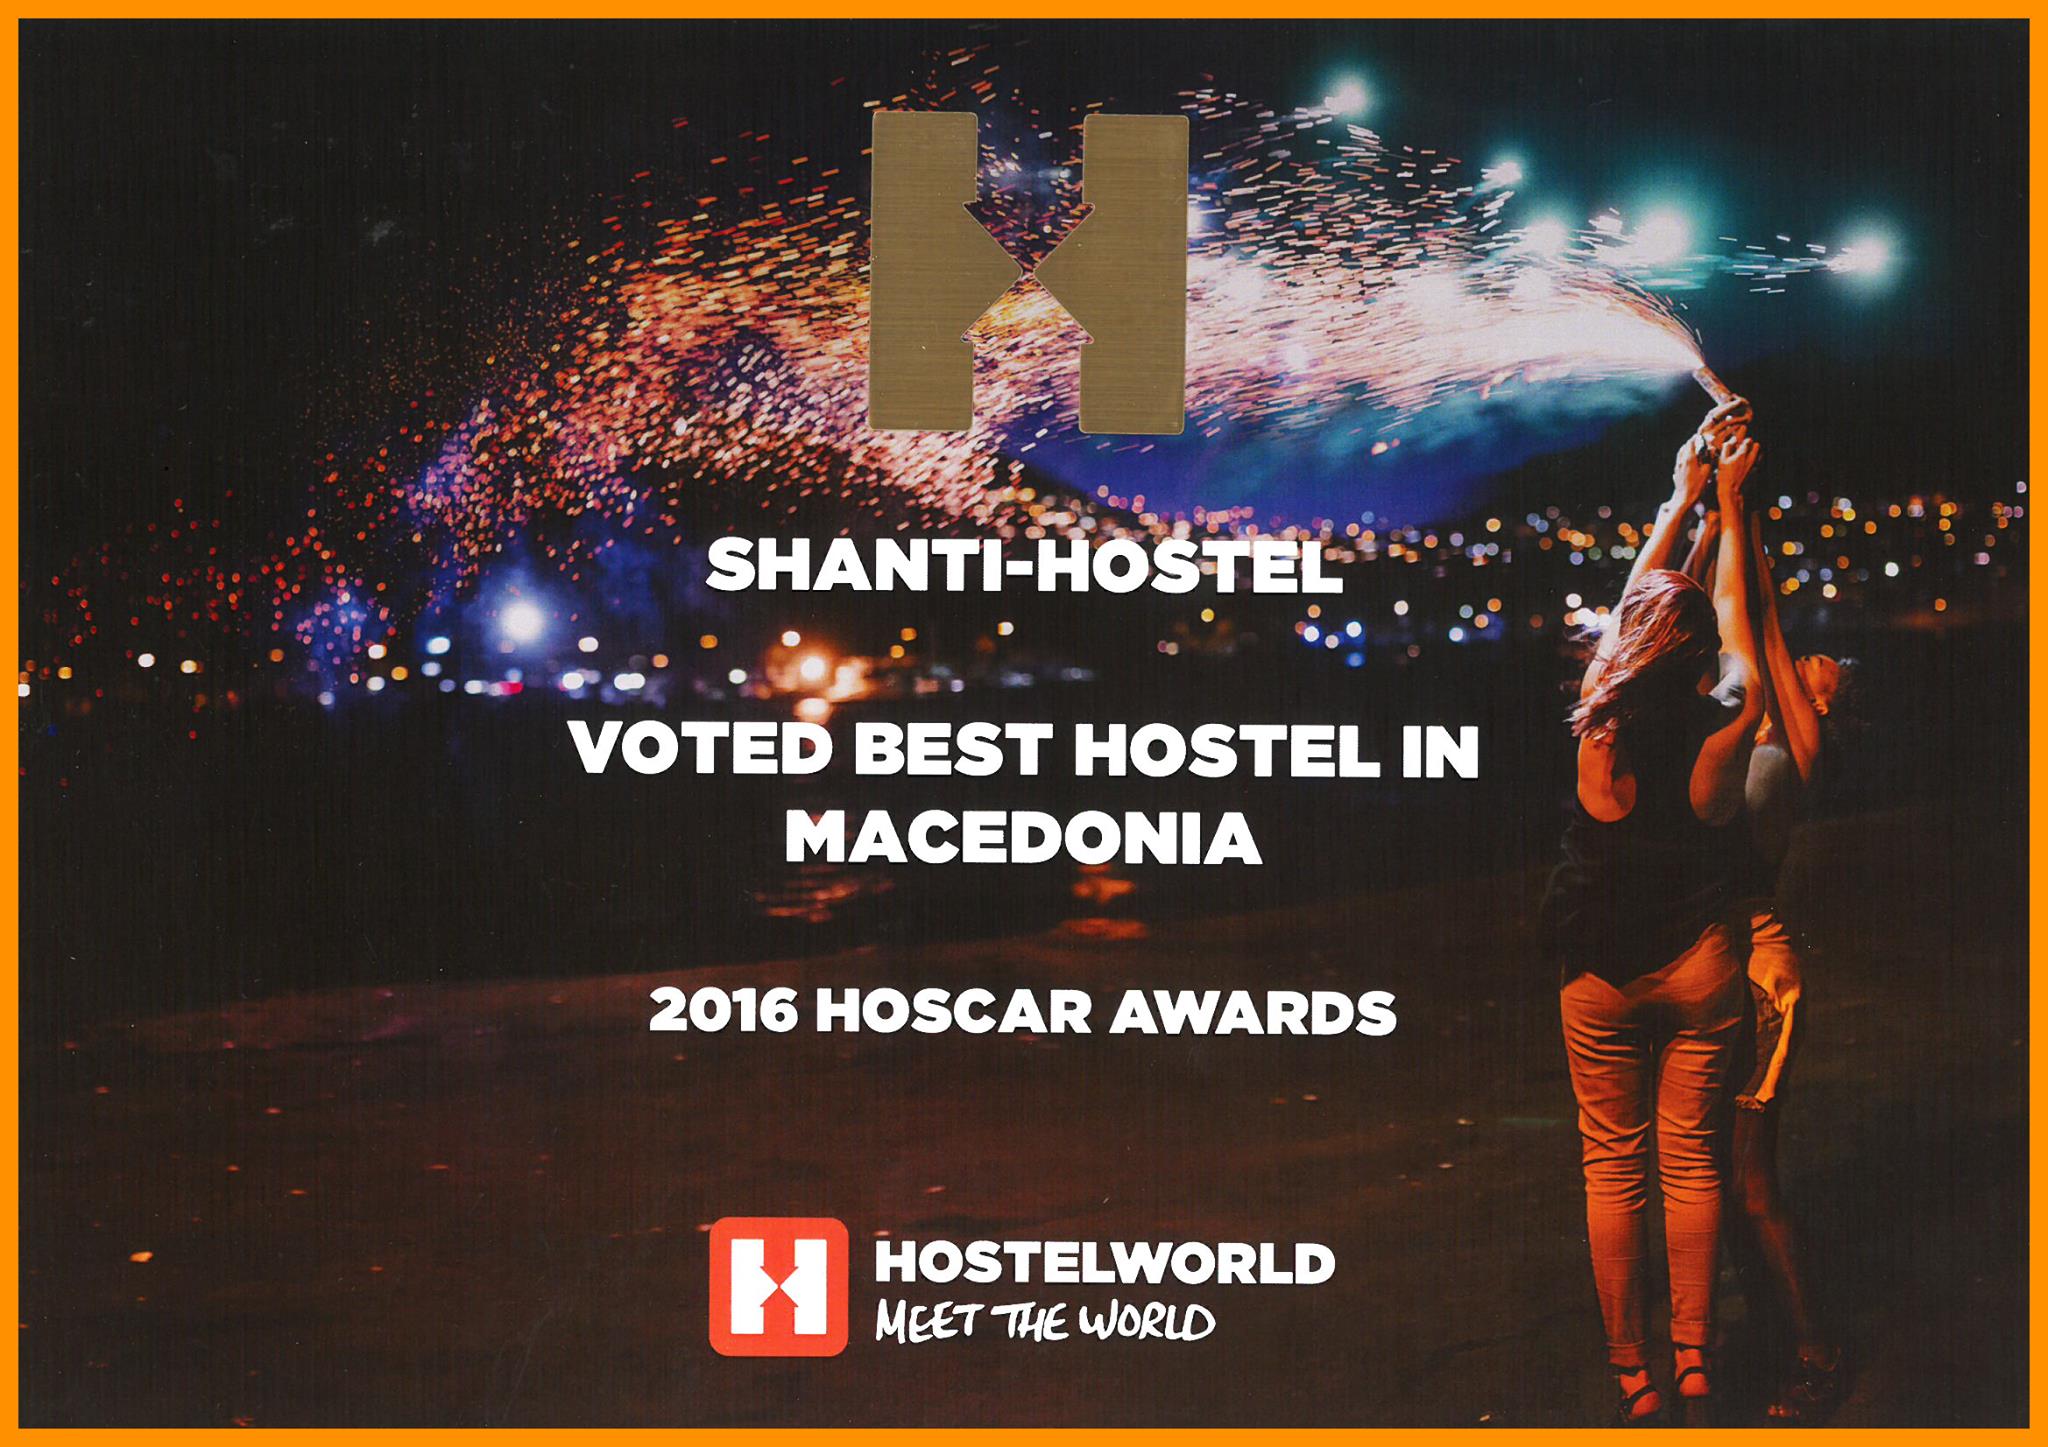 SHANTI-HOSTEL
VOTED BEST HOSTEL IN
MACEDONIA
2016 HOSCAR AWARDS
HOSTELWORLD
MEET THE WORLD